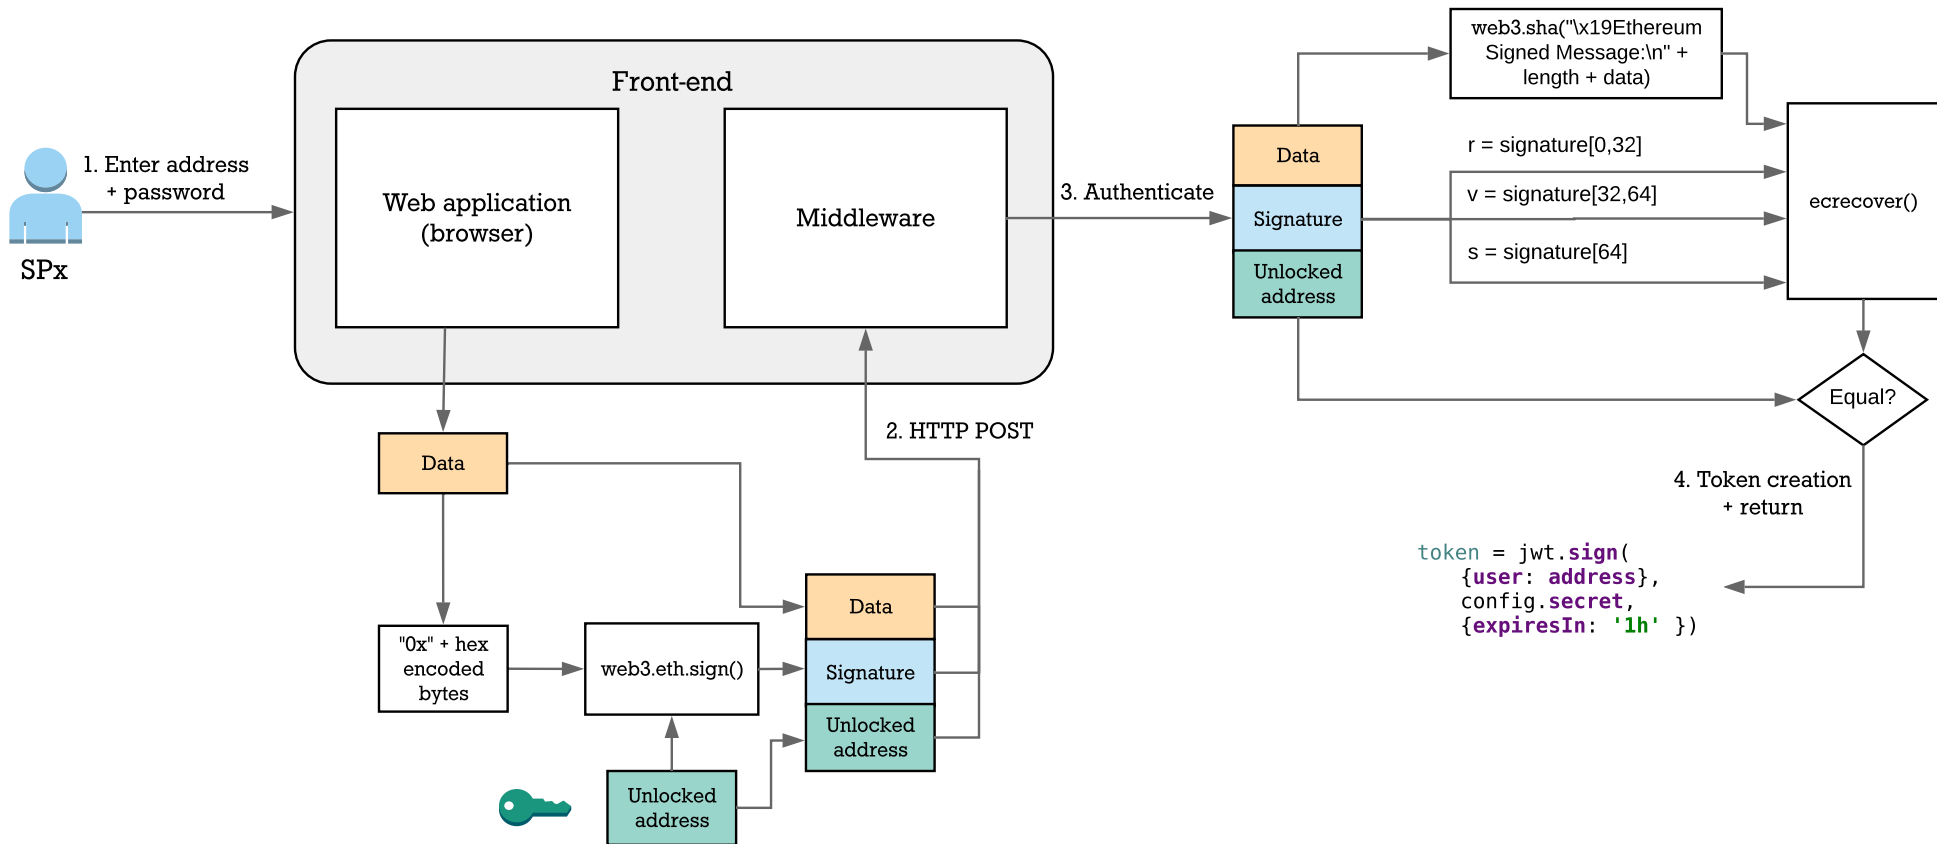 Front-end
1. Enter address
+ password
SPx
Web application
(browser)
Middleware
3. Authenticate
Data
Signature
Unlocked
address
web3.sha("\x19Ethereum
Signed Message:\n" +
length + data)
r = signature[0,32]
v = signature[32,64]
s = signature[64]
ecrecover()
Equal?
4. Token creation
+ return
token = jwt.sign(
{user: address},
config.secret,
{expiresIn: '1h' })
2. HTTP POST
Data
"0x" + hex
encoded
bytes
web3.eth.sign()
Data
Signature
Unlocked
address
Unlocked
address